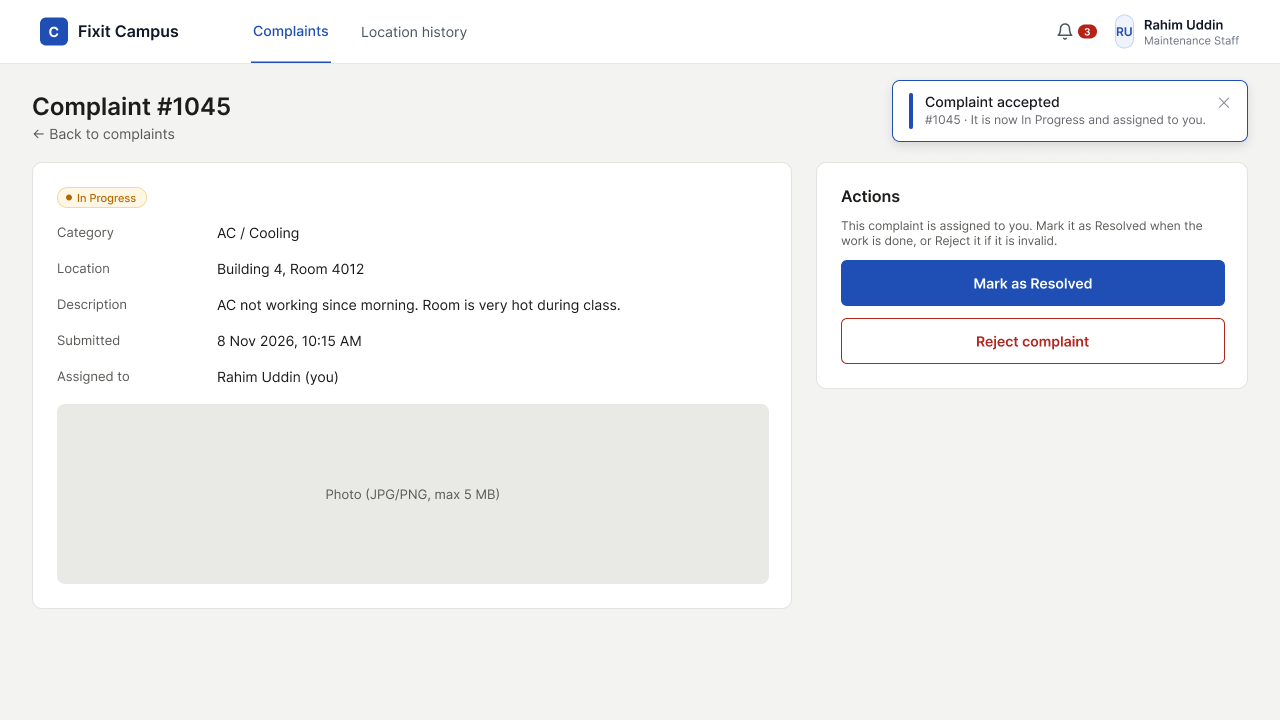 C Fixit Campus
Complaints
Location history
3
RU
Rahim Uddin
Maintenance Staff
Complaint #1045
← Back to complaints
Complaint accepted
#1045 · It is now In Progress and assigned to you.
In Progress
Category AC / Cooling
Location Building 4, Room 4012
Description AC not working since morning. Room is very hot during class.
Submitted 8 Nov 2026, 10:15 AM
Assigned to Rahim Uddin (you)
Photo (JPG/PNG, max 5 MB)
Actions
This complaint is assigned to you. Mark it as Resolved when the
work is done, or Reject it if it is invalid.
Mark as Resolved
Reject complaint